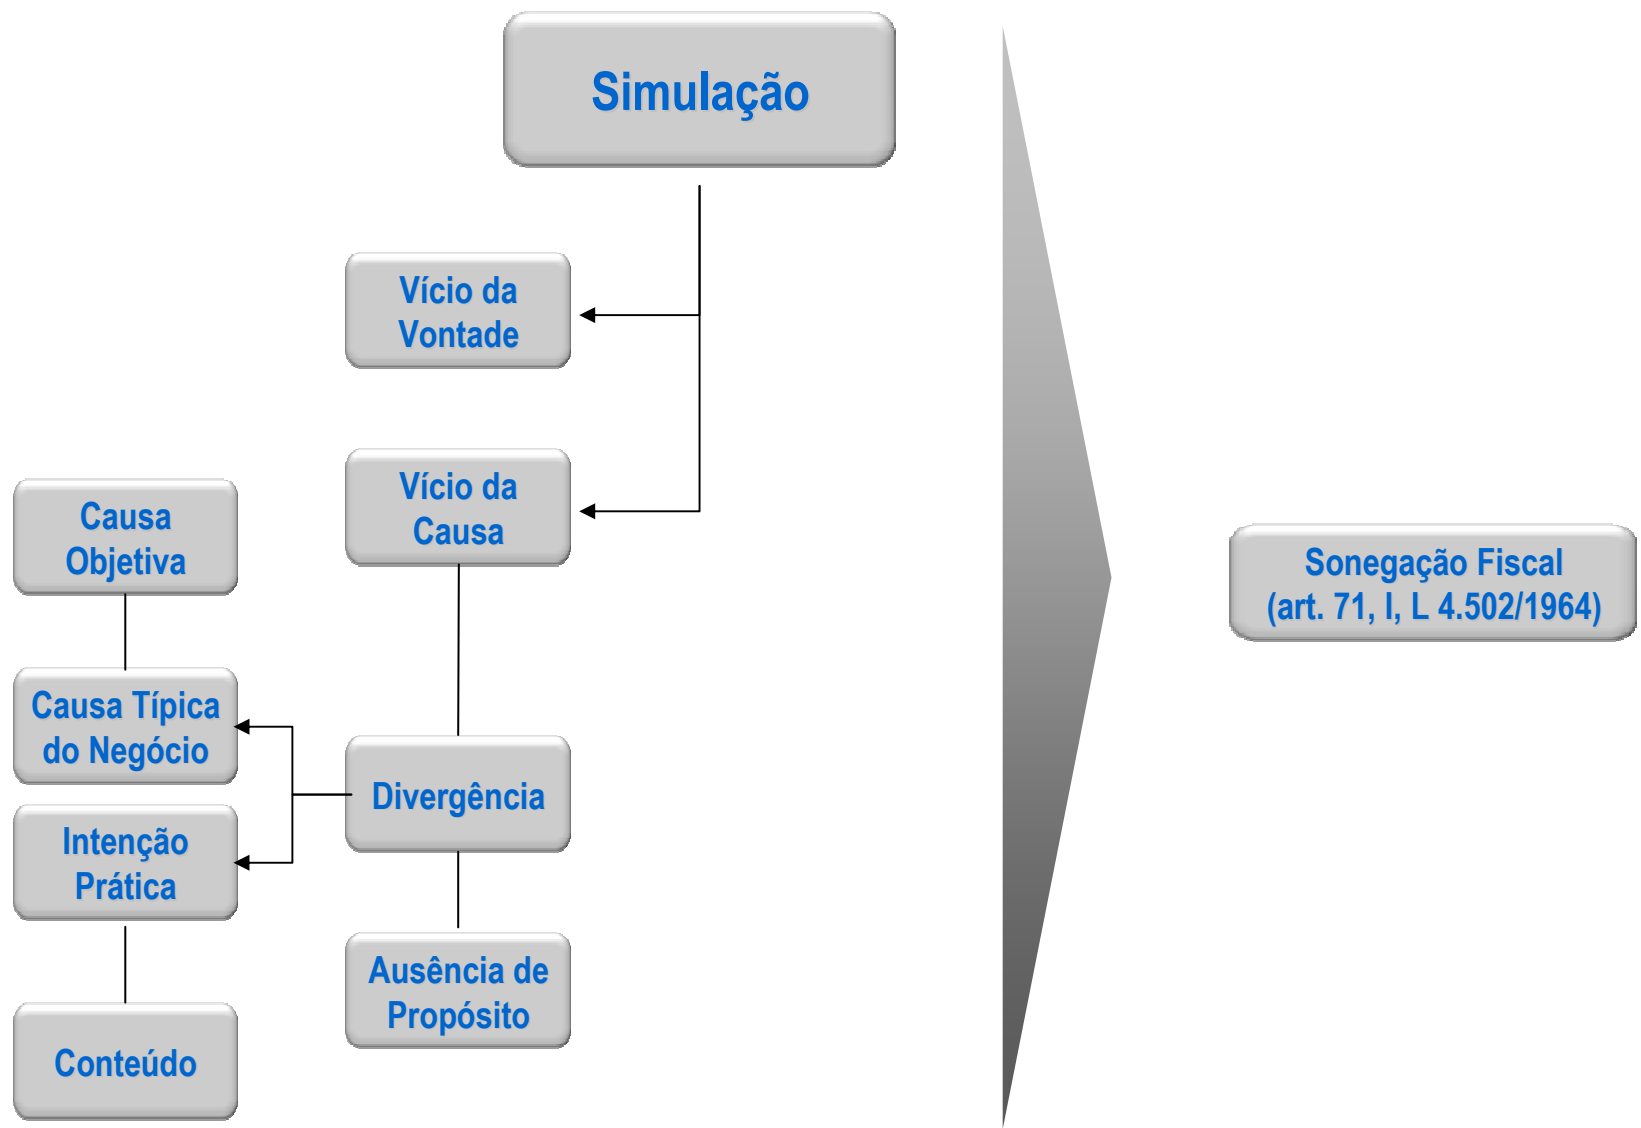 Simulação
Vício da
Vontade
Vício da
Causa
Causa
Objetiva
Sonegação Fiscal
(art. 71, I, L 4.502/1964)
Causa Típica
do Negócio
Divergência
Intenção
Prática
Ausência de
Propósito
Conteúdo